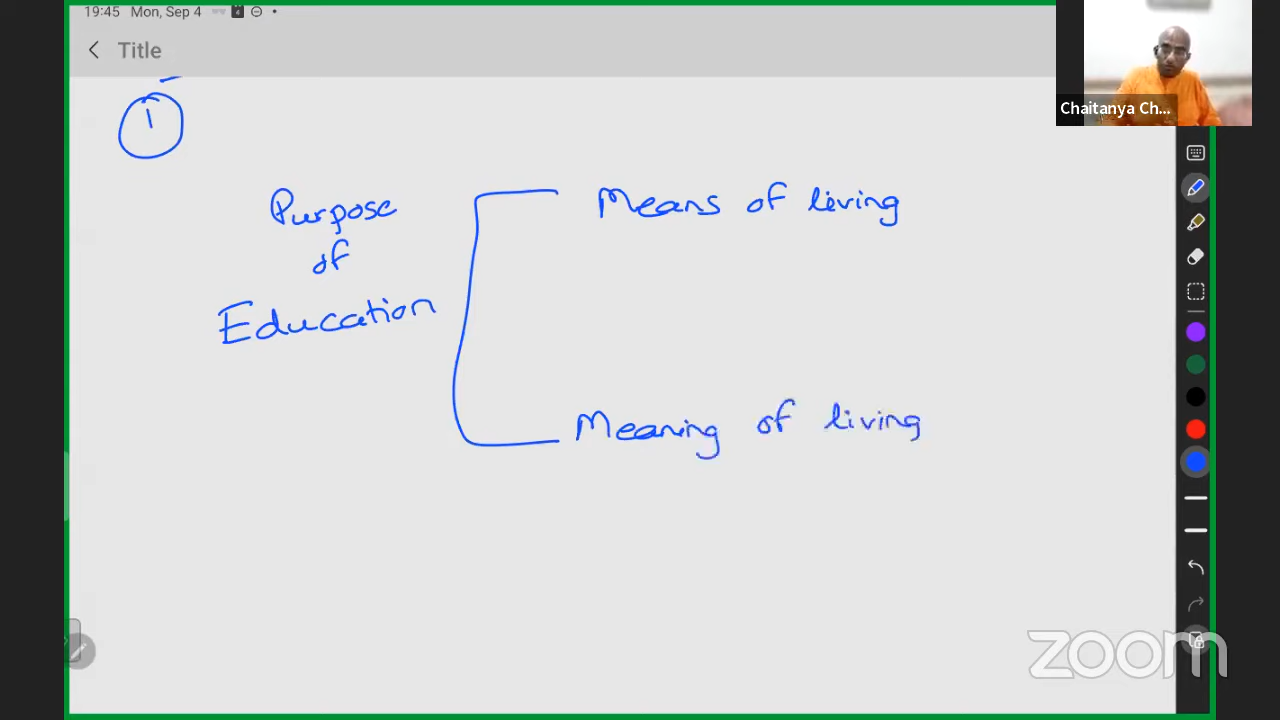 19:45 Mon, Sep 4
Title
Chaitanya Ch...
1
Purpose
of
Education
Means of living
Meaning of living
zoom